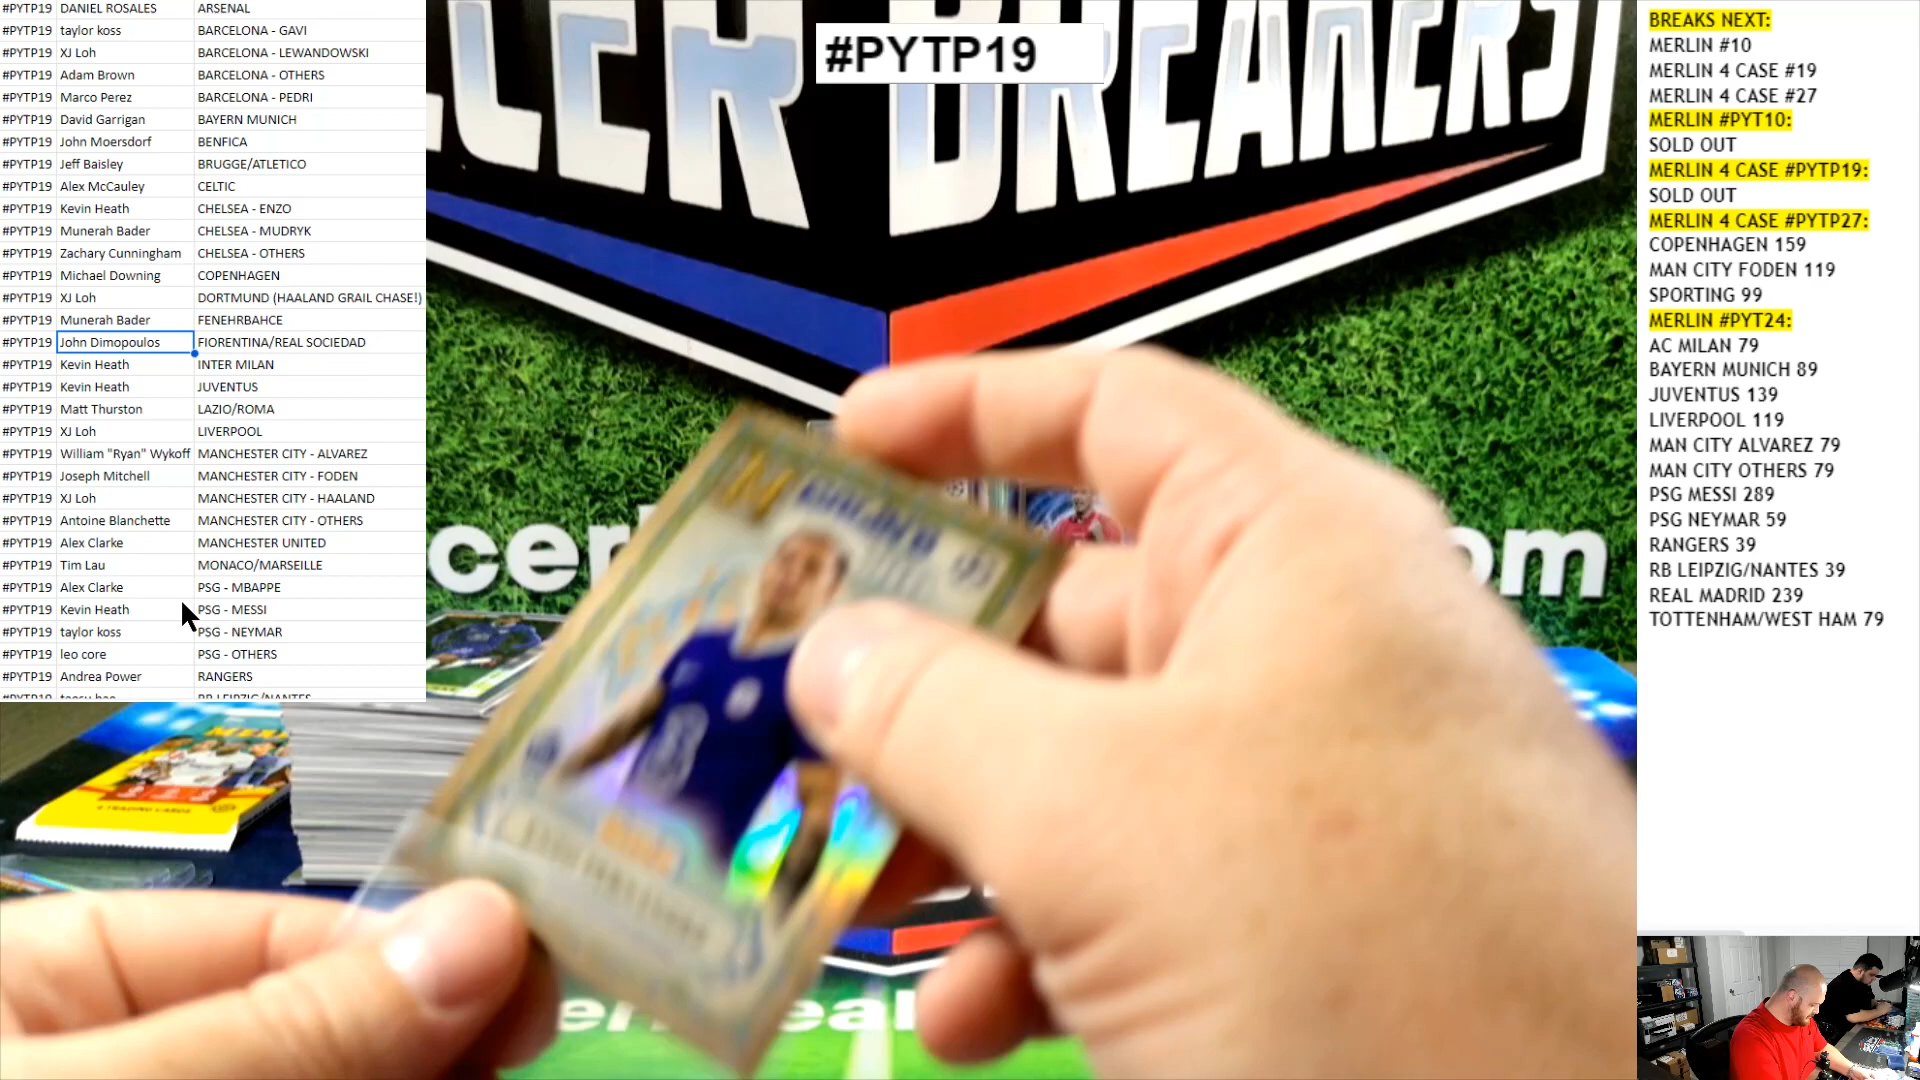 #PYTP19 DANIEL ROSALES ARSENAL
#PYTP19 taylor koss BARCELONA - GAVI
#PYTP19 XJ Loh BARCELONA - LEWANDOWSKI
#PYTP19 Adam Brown BARCELONA - OTHERS
#PYTP19 Marco Perez BARCELONA - PEDRI
#PYTP19 David Garrigan BAYERN MUNICH
#PYTP19 John Moersdorf BENFICA
#PYTP19 Jeff Baisley BRUGGE/ATLETICO
#PYTP19 Alex McCauley CELTIC
#PYTP19 Kevin Heath CHELSEA - ENZO
#PYTP19 Munerah Bader CHELSEA - MUDRYK
#PYTP19 Zachary Cunningham CHELSEA - OTHERS
#PYTP19 Michael Downing COPENHAGEN
#PYTP19 XJ Loh DORTMUND (HAALAND GRAIL CHASE!)
#PYTP19 Munerah Bader FENEHRBAHCE
#PYTP19 John Dimopoulos FIORENTINA/REAL SOCIEDAD
#PYTP19 Kevin Heath INTER MILAN
#PYTP19 Kevin Heath JUVENTUS
#PYTP19 Matt Thurston LAZIO/ROMA
#PYTP19 XJ Loh LIVERPOOL
#PYTP19 William "Ryan" Wykoff MANCHESTER CITY - ALVAREZ
#PYTP19 Joseph Mitchell MANCHESTER CITY - FODEN
#PYTP19 XJ Loh MANCHESTER CITY - HAALAND
#PYTP19 Antoine Blanchette MANCHESTER CITY - OTHERS
#PYTP19 Alex Clarke MANCHESTER UNITED
#PYTP19 Tim Lau MONACO/MARSEILLE
#PYTP19 Alex Clarke PSG - MBAPPE
#PYTP19 Kevin Heath PSG - MESSI
#PYTP19 taylor koss PSG - NEYMAR
#PYTP19 leo core PSG - OTHERS
#PYTP19 Andrea Power RANGERS
#PYTP19
BREAKERS
BREAKS NEXT:
MERLIN #10
MERLIN 4 CASE #19
MERLIN 4 CASE #27
MERLIN #PYT10:
SOLD OUT
MERLIN 4 CASE #PYTP19:
SOLD OUT
MERLIN 4 CASE #PYTP27:
COPENHAGEN 159
MAN CITY FODEN 119
SPORTING 99
MERLIN #PYT24:
AC MILAN 79
BAYERN MUNICH 89
JUVENTUS 139
LIVERPOOL 119
MAN CITY ALVAREZ 79
MAN CITY OTHERS 79
PSG MESSI 289
PSG NEYMAR 59
RANGERS 39
RB LEIPZIG/NANTES 39
REAL MADRID 239
TOTTENHAM/WEST HAM 79